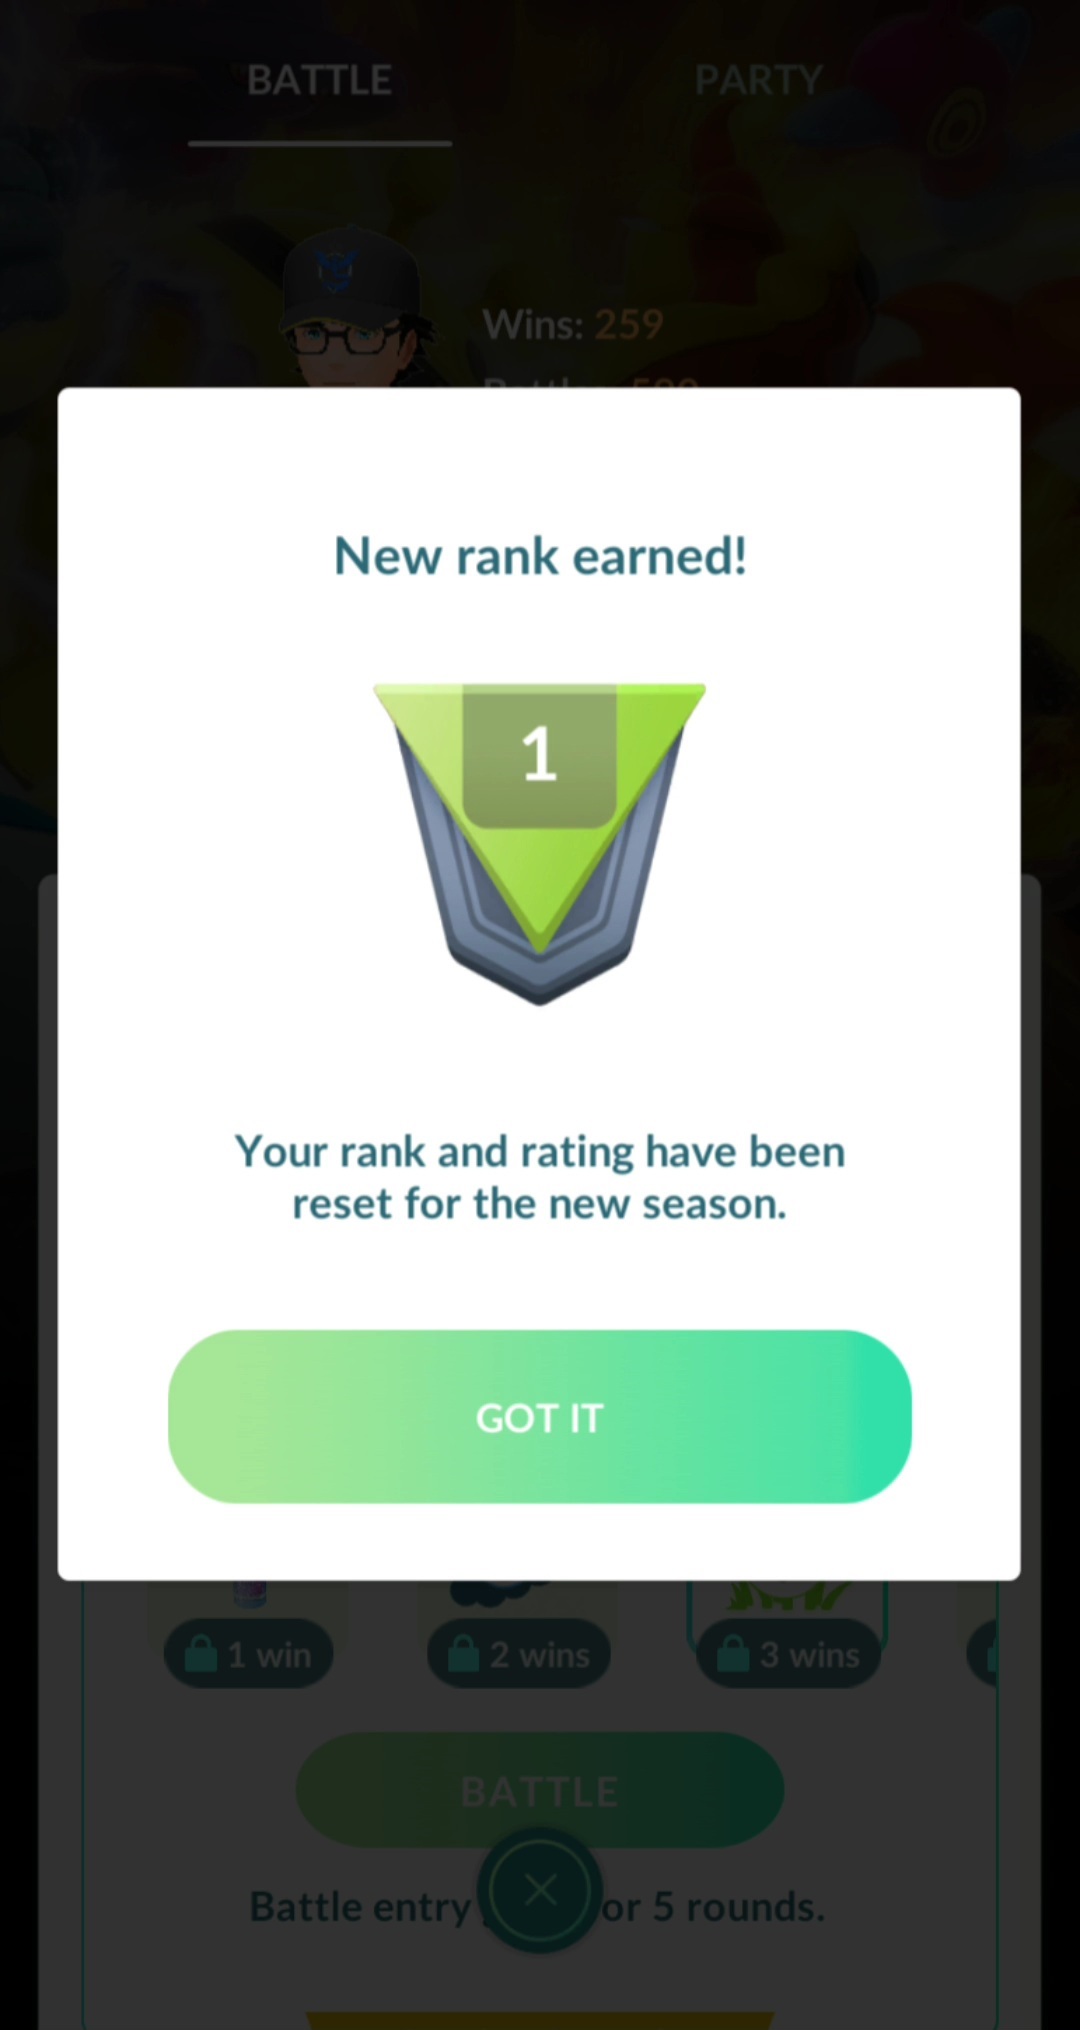 BATTLE
PARTY
Wins: 259
New rank earned!
1
Your rank and rating have been
reset for the new season.
GOT IT
1 win
2 wins
3 wins
BATTLE
Battle entry
or 5 rounds.